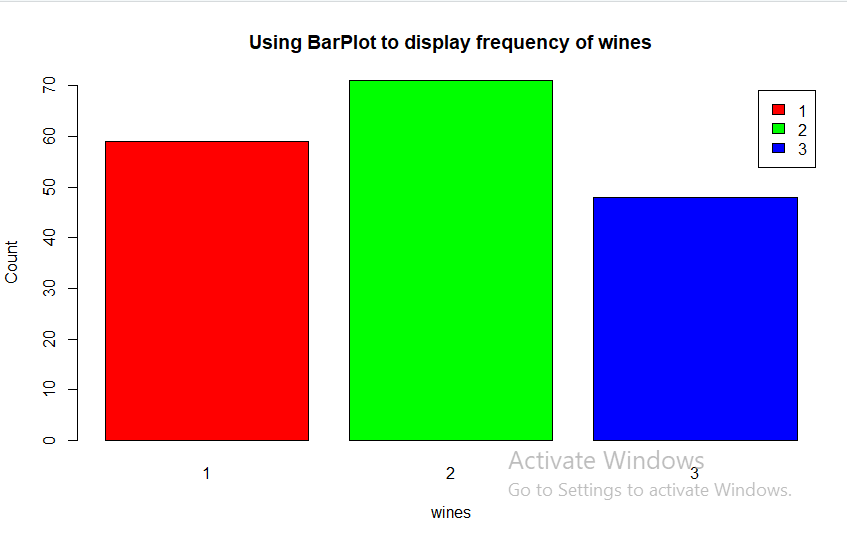 Using BarPlot to display frequency of wines
70
60
50
40
30
20
10
0
Count
1
2
3
1
2
3
wines
Activate Windows
Go to Settings to activate Windows.